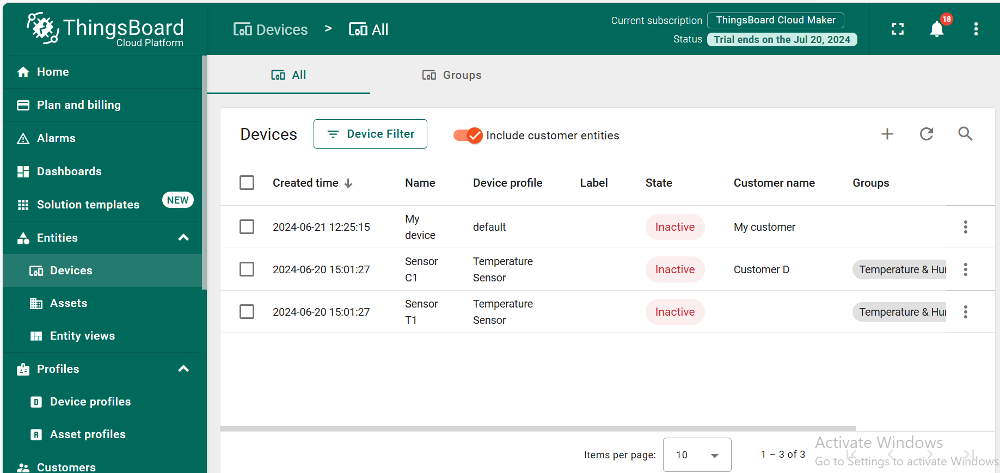 ThingsBoard
Cloud Platform
Devices > All
Current subscription ThingsBoard Cloud Maker
Status Trial ends on the Jul 20, 2024
18
Home
Plan and billing
Alarms
Dashboards
Solution templates NEW
Entities
Devices
Assets
Entity views
Profiles
D Device profiles
A Asset profiles
Customers
All Groups
Devices Device Filter Include customer entities
Created time Name Device profile Label State Customer name Groups
2024-06-21 12:25:15 My device default Inactive My customer
2024-06-20 15:01:27 Sensor C1 Temperature Sensor Inactive Customer D Temperature & Hu
2024-06-20 15:01:27 Sensor T1 Temperature Sensor Inactive Temperature & Hu
Items per page: 10 1 – 3 of 3
Activate Windows
Go to Settings to activate Windows.